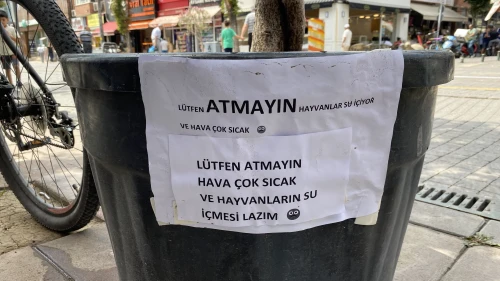 LÜTFEN ATMAYIN HAYVANLAR SU İÇİYOR
VE HAVA ÇOK SICAK
LÜTFEN ATMAYIN
HAVA ÇOK SICAK
VE HAYVANLARIN SU
İÇMESİ LAZIM